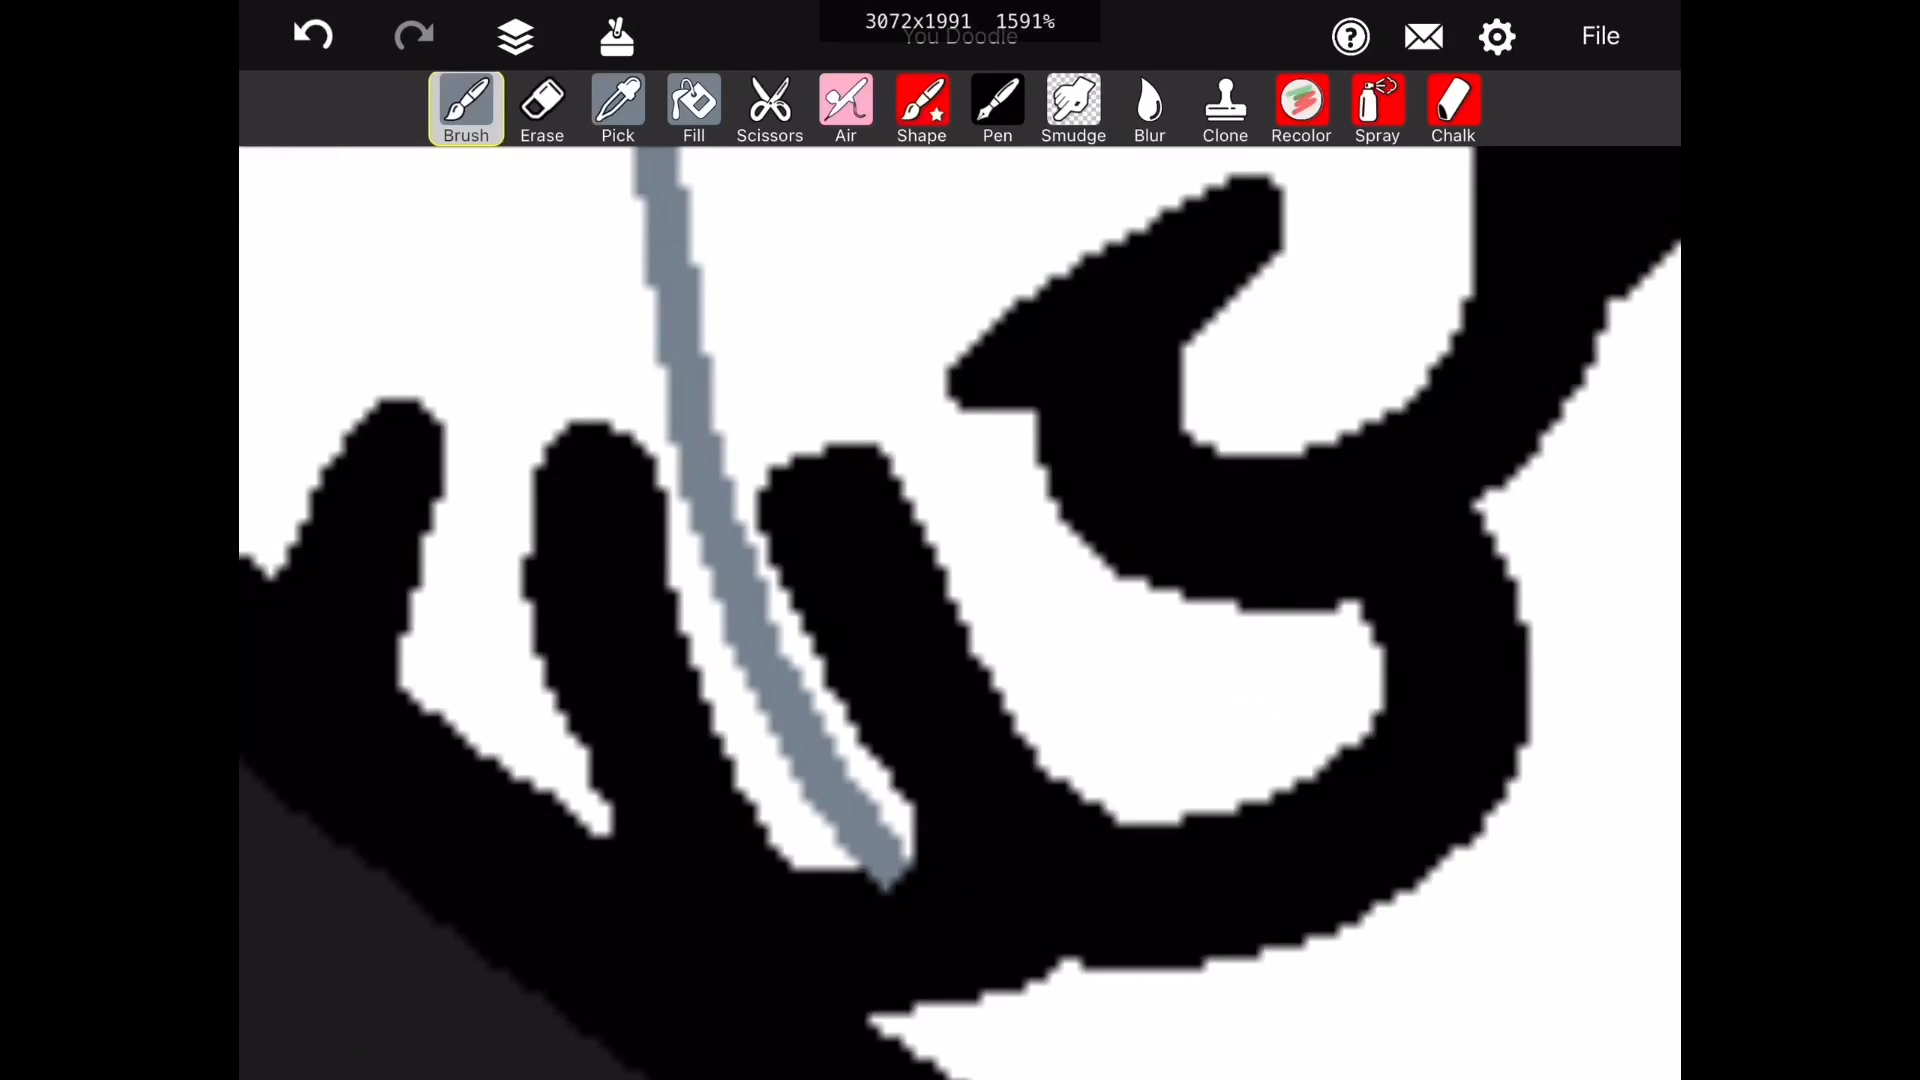 3072x1991 1591%
You Doodle
File
Brush Erase Pick Fill Scissors Air Shape Pen Smudge Blur Clone Recolor Spray Chalk